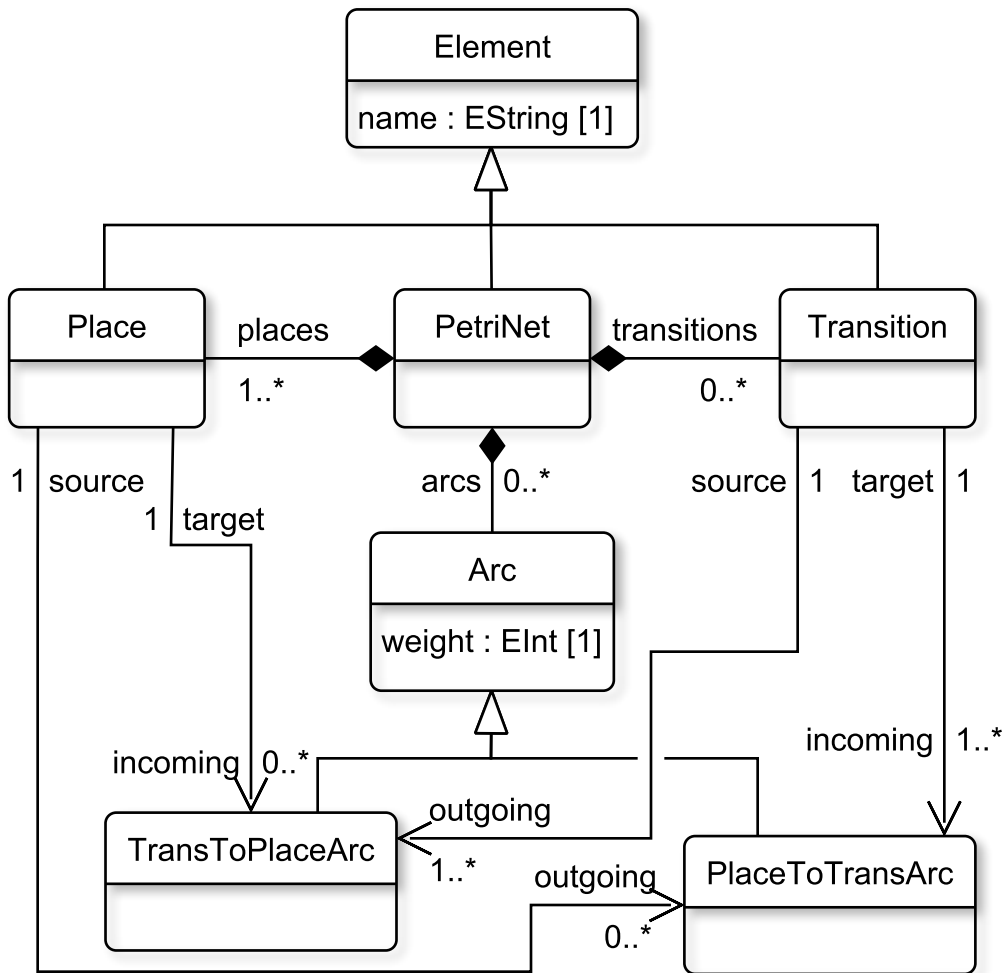 Element
name : EString [1]
Place
places
1..*
PetriNet
transitions
0..*
Transition
1 source
1 target
arcs 0..*
source 1
target 1
Arc
weight : EInt [1]
incoming 0..*
incoming 1..*
TransToPlaceArc
outgoing
1..*
outgoing
0..*
PlaceToTransArc